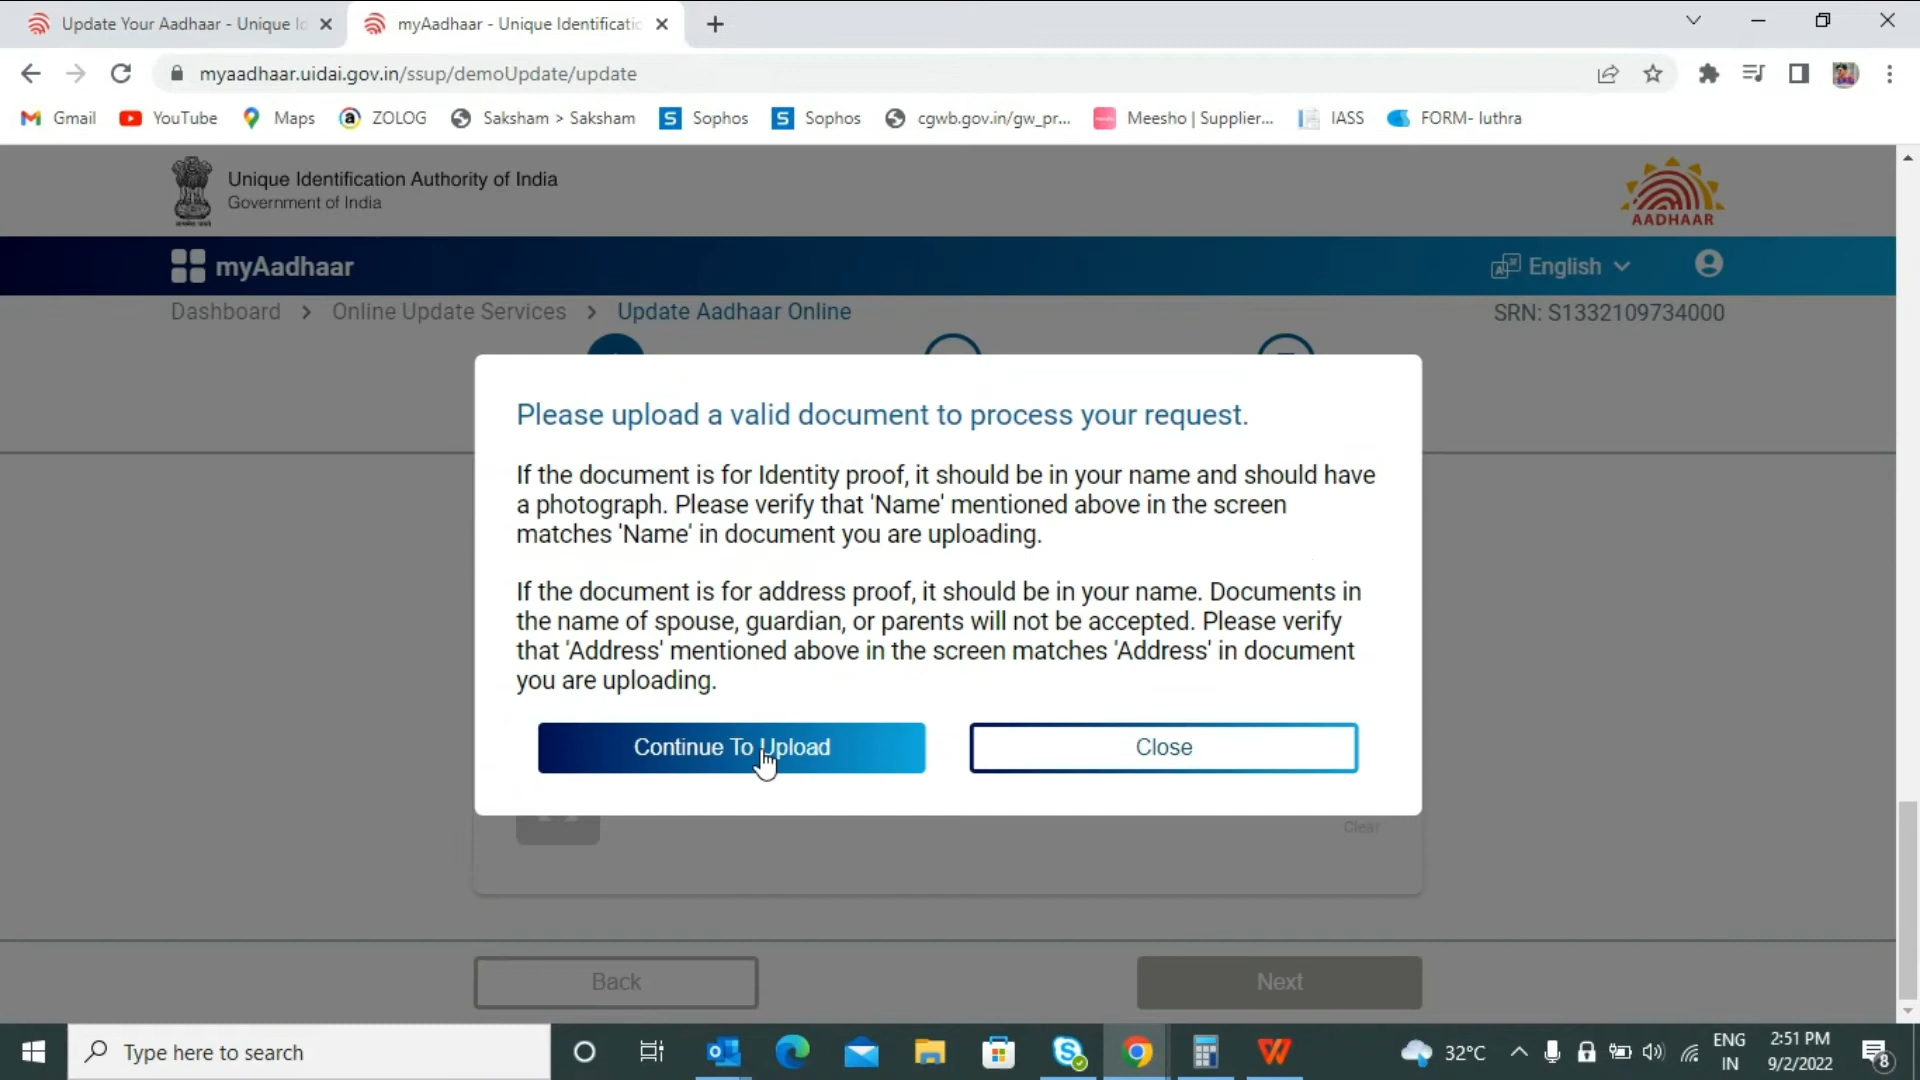 Update Your Aadhaar - Unique Id
myAadhaar - Unique Identificatio
myaadhaar.uidai.gov.in/ssup/demoUpdate/update
Gmail YouTube Maps ZOLOG Saksham > Saksham Sophos Sophos cgwb.gov.in/gw_pr... Meesho | Supplier... IASS FORM- luthra
Unique Identification Authority of India
Government of India
AADHAAR
myAadhaar
English
Dashboard > Online Update Services > Update Aadhaar Online
SRN: S1332109734000
Please upload a valid document to process your request.
If the document is for Identity proof, it should be in your name and should have
a photograph. Please verify that 'Name' mentioned above in the screen
matches 'Name' in document you are uploading.
If the document is for address proof, it should be in your name. Documents in
the name of spouse, guardian, or parents will not be accepted. Please verify
that 'Address' mentioned above in the screen matches 'Address' in document
you are uploading.
Continue To Upload
Close
Clear
Back
Next
Type here to search
32°C
ENG
IN
2:51 PM
9/2/2022
8